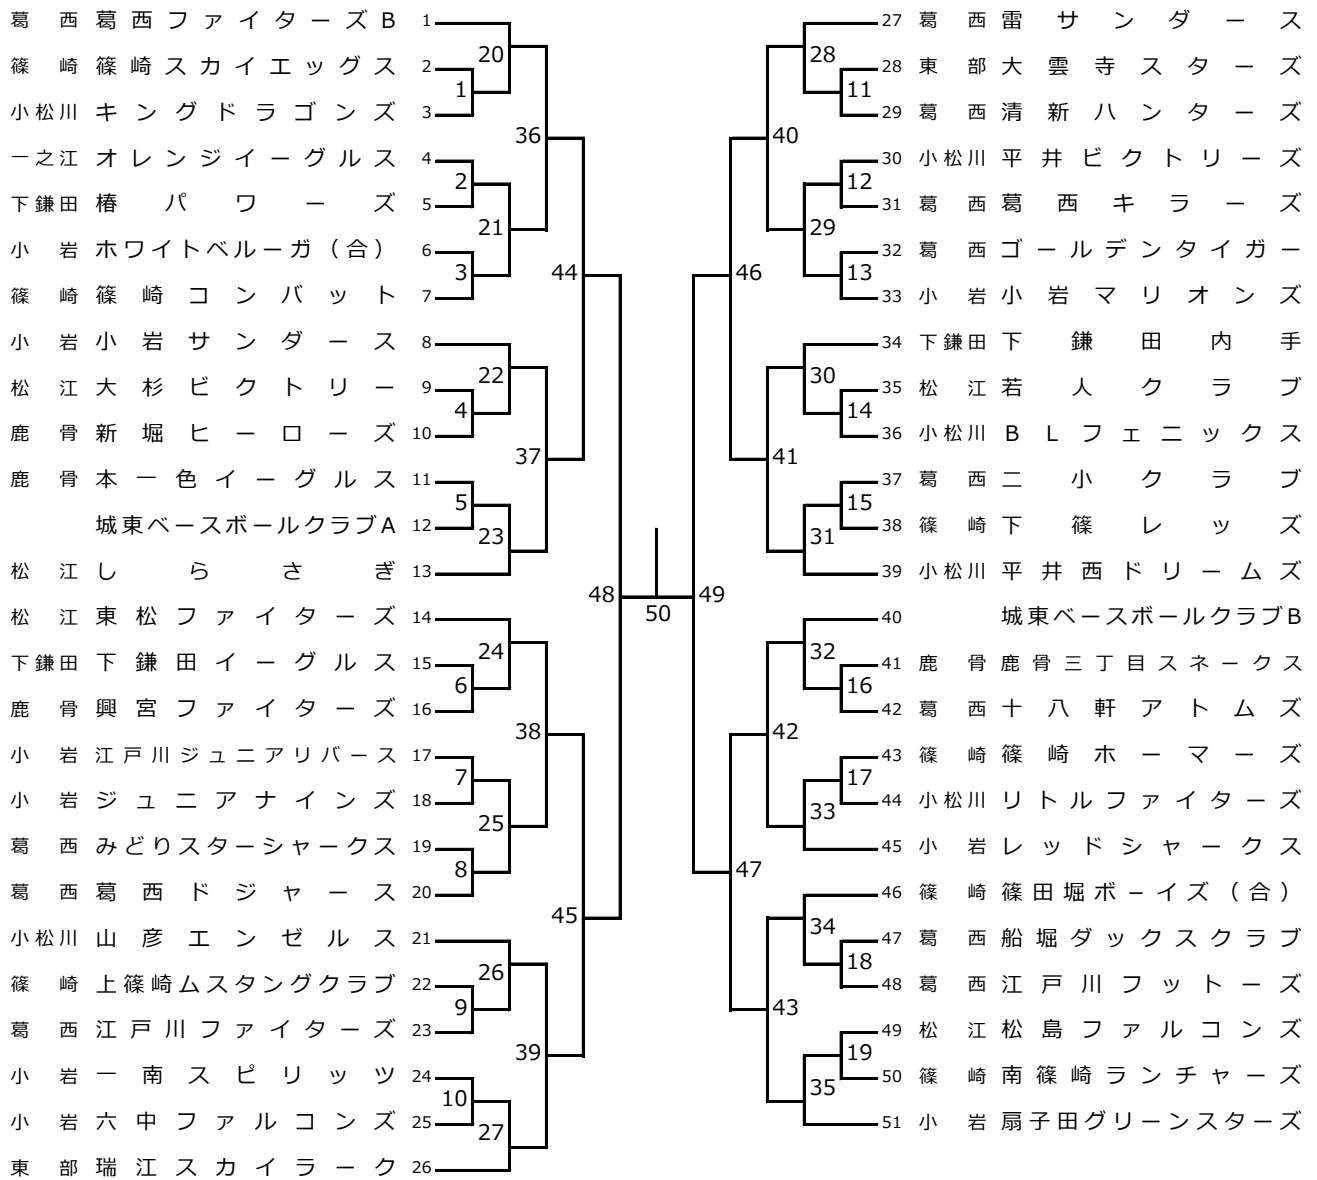 葛西 葛西ファイターズB 1
篠崎 篠崎スカイエッグス 2
小松川 キングドラゴンズ 3
一之江 オレンジイーグルス 4
下鎌田 椿パワーズ 5
小岩 ホワイトベルーガ(合) 6
篠崎 篠崎コンバット 7
小岩 小岩サンダース 8
松江 大杉ビクトリー 9
鹿骨 新堀ヒーローズ 10
鹿骨 本一色イーグルス 11
城東ベースボールクラブA 12
松江 しらさぎ 13
松江 東松ファイターズ 14
下鎌田 下鎌田イーグルス 15
鹿骨 興宮ファイターズ 16
小岩 江戸川ジュニアリバース 17
小岩 ジュニアナインズ 18
葛西 みどりスターシャークス 19
葛西 葛西ドジャース 20
小松川 山彦エンゼルス 21
篠崎 上篠崎ムスタングクラブ 22
葛西 江戸川ファイターズ 23
小岩 一南スピリッツ 24
小岩 六中ファルコンズ 25
東部 瑞江スカイラーク 26
1
2
3
4
5
6
7
8
9
10
20
21
22
23
24
25
26
27
36
37
38
39
44
45
48
50
49
46
47
40
41
42
43
28
29
30
31
32
33
34
35
11
12
13
14
15
16
17
18
19
27 葛西 雷サンダース
28 東部 大雲寺スターズ
29 葛西 清新ハンターズ
30 小松川 平井ビクトリーズ
31 葛西 葛西キラーズ
32 葛西 ゴールデンタイガー
33 小岩 小岩マリオンズ
34 下鎌田 下鎌田内手
35 松江 若人クラブ
36 小松川 BLフェニックス
37 葛西 二小クラブ
38 篠崎 下篠レッズ
39 小松川 平井西ドリームズ
40 城東ベースボールクラブB
41 鹿骨 鹿骨三丁目スネークス
42 葛西 十八軒アトムズ
43 篠崎 篠崎ホーマーズ
44 小松川 リトルファイターズ
45 小岩 レッドシャークス
46 篠崎 篠田堀ボーイズ(合)
47 葛西 船堀ダックスクラブ
48 葛西 江戸川フットーズ
49 松江 松島ファルコンズ
50 篠崎 南篠崎ランチャーズ
51 小岩 扇子田グリーンスターズ